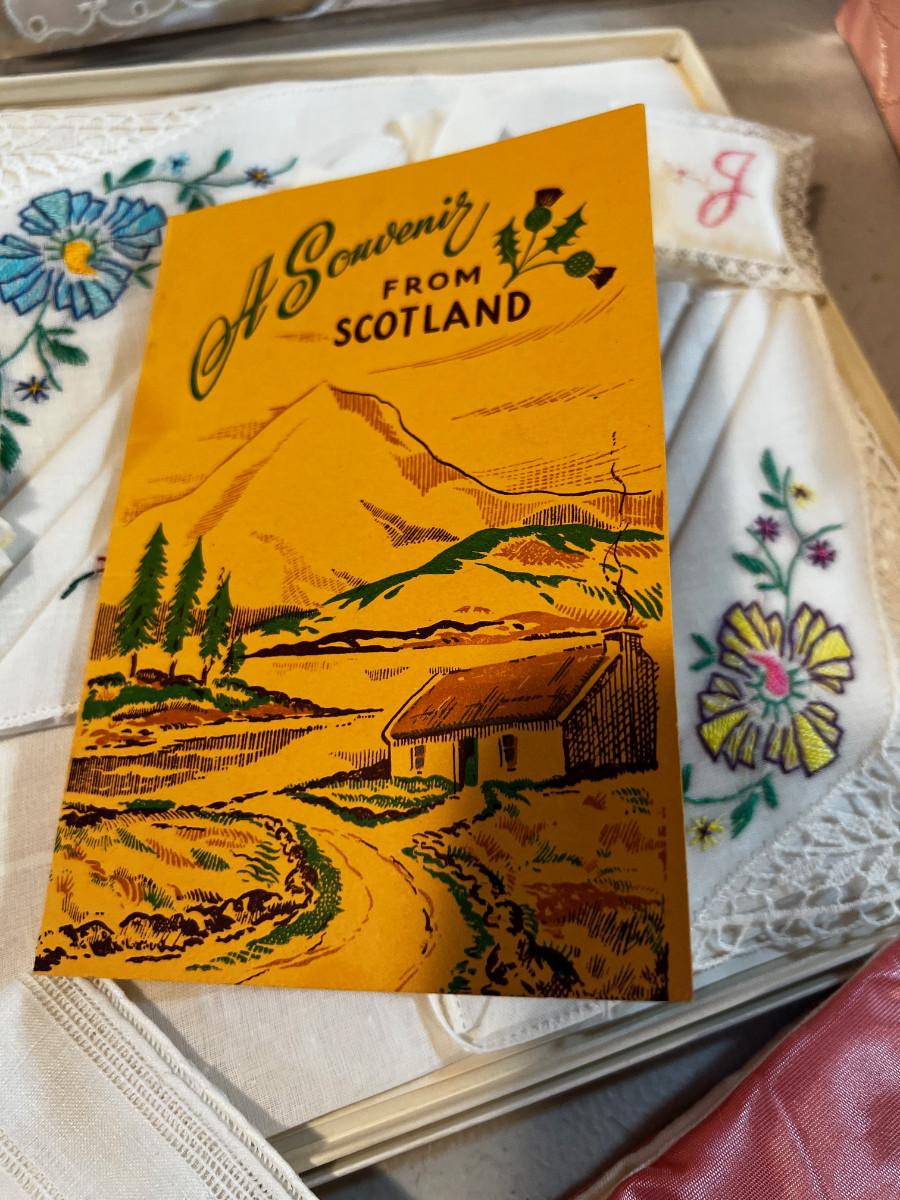 A Souvenir
FROM
SCOTLAND
J